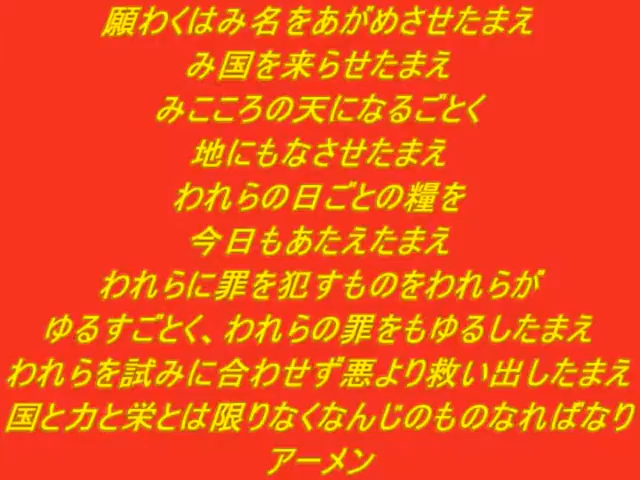 願わくはみ名をあがめさせたまえ
み国を来らせたまえ
みこころの天になるごとく
地にもなさせたまえ
われらの日ごとの糧を
今日もあたえたまえ
われらに罪を犯すものをわれらが
ゆるすごとく、われらの罪をもゆるしたまえ
われらを試みに合わせず悪より救い出したまえ
国と力と栄とは限りなくなんじのものなればなり
アーメン